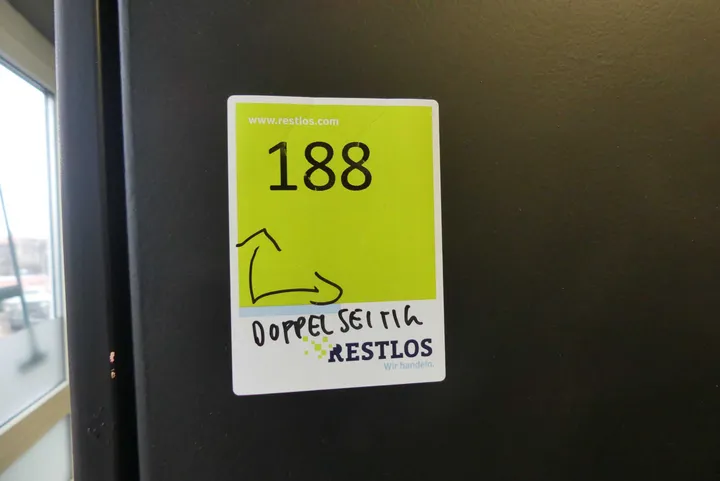 www.restlos.com
188
DOPPELSEITIG
RESTLOS
Wir handeln.